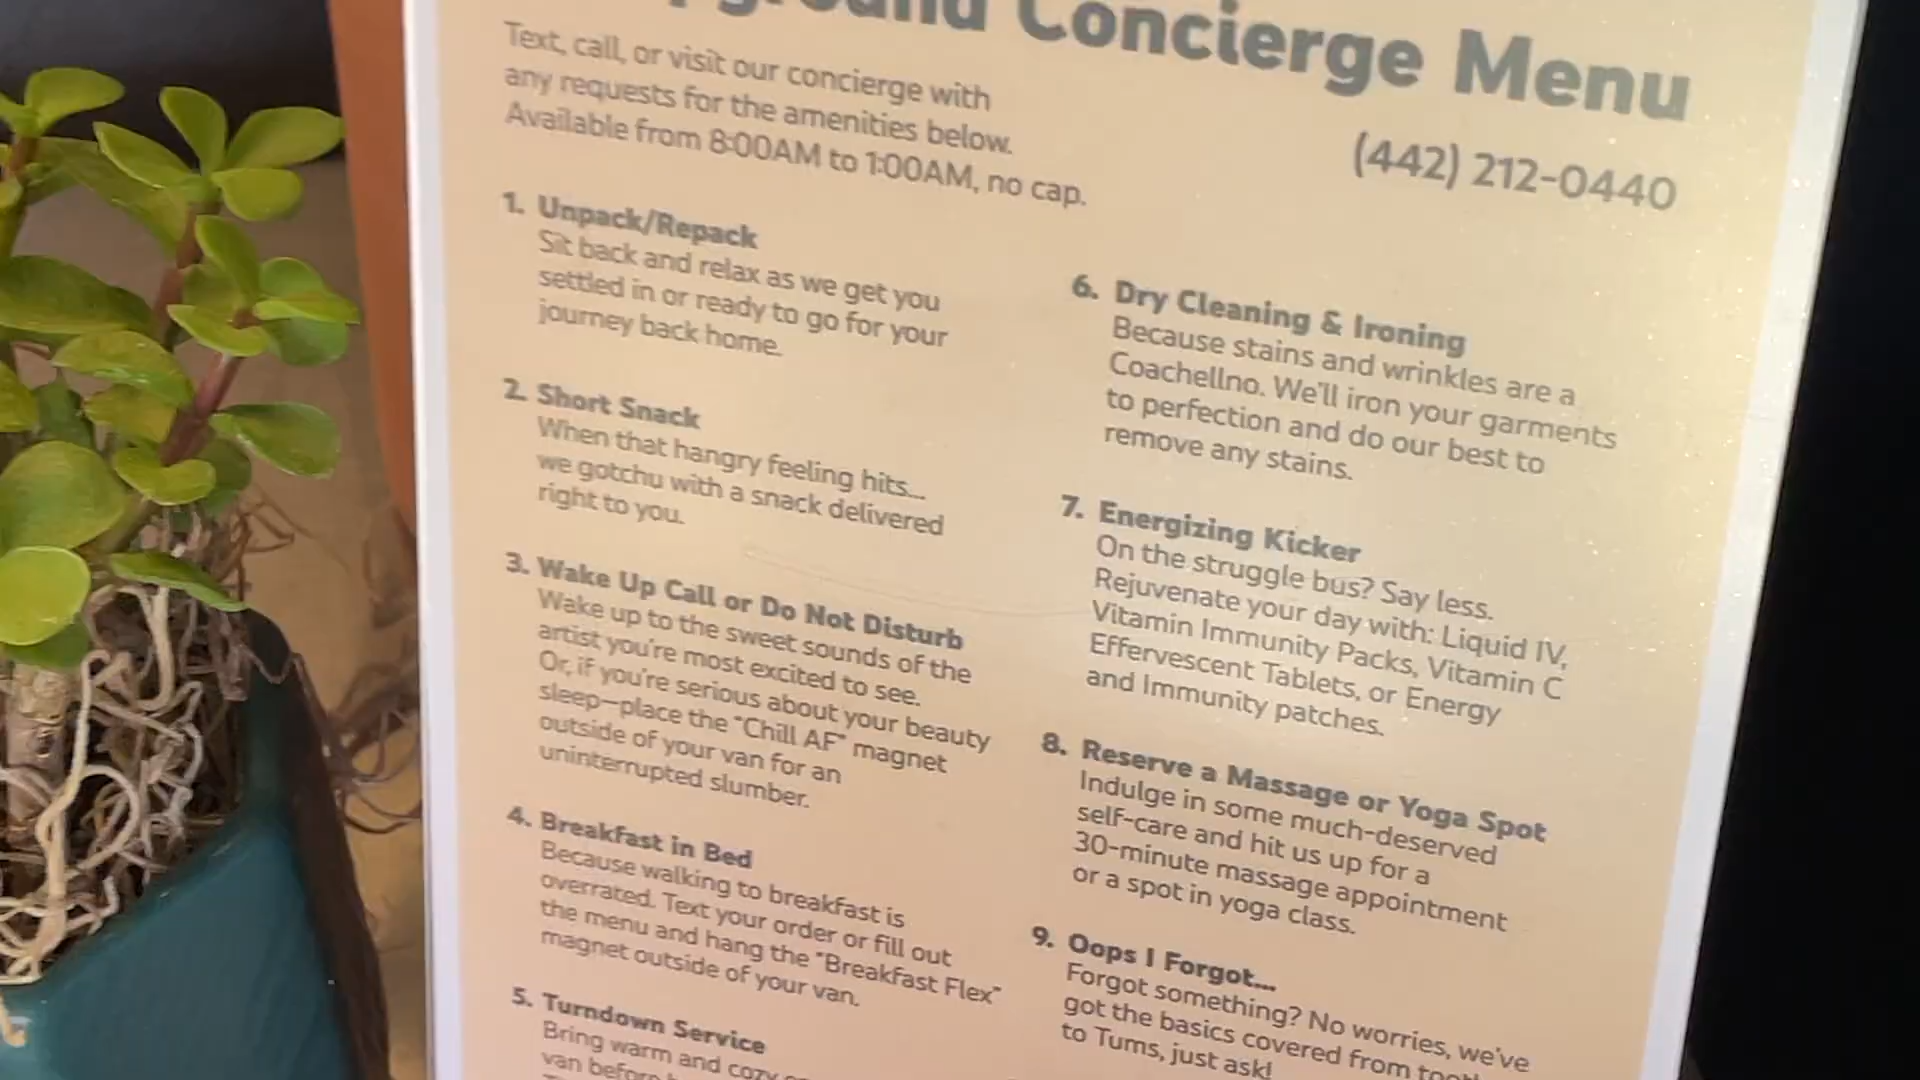 Concierge Menu
Text, call, or visit our concierge with
any requests for the amenities below.
Available from 8:00AM to 1:00AM, no cap.
(442) 212-0440
1. Unpack/Repack
Sit back and relax as we get you
settled in or ready to go for your
journey back home.
2. Short Snack
When that hangry feeling hits...
we gotchu with a snack delivered
right to you.
3. Wake Up Call or Do Not Disturb
Wake up to the sweet sounds of the
artist you're most excited to see.
Or, if you're serious about your beauty
sleep—place the "Chill AF" magnet
outside of your van for an
uninterrupted slumber.
4. Breakfast in Bed
Because walking to breakfast is
overrated. Text your order or fill out
the menu and hang the "Breakfast Flex"
magnet outside of your van.
5. Turndown Service
Bring warm and cozy
van before
6. Dry Cleaning & Ironing
Because stains and wrinkles are a
Coachellno. We'll iron your garments
to perfection and do our best to
remove any stains.
7. Energizing Kicker
On the struggle bus? Say less.
Rejuvenate your day with: Liquid IV,
Vitamin Immunity Packs, Vitamin C
Effervescent Tablets, or Energy
and Immunity patches.
8. Reserve a Massage or Yoga Spot
Indulge in some much-deserved
self-care and hit us up for a
30-minute massage appointment
or a spot in yoga class.
9. Oops I Forgot...
Forgot something? No worries, we've
got the basics covered from
to Tums, just ask!